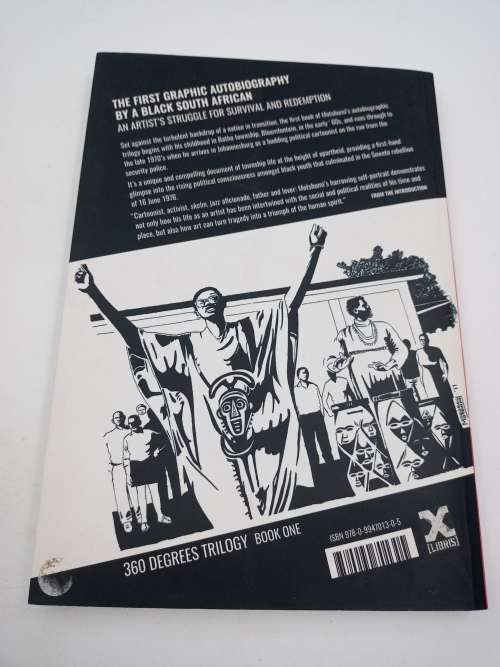 THE FIRST GRAPHIC AUTOBIOGRAPHY
BY A BLACK SOUTH AFRICAN
AN ARTIST'S STRUGGLE FOR SURVIVAL AND REDEMPTION
Set against the turbulent backdrop of a nation in transition, the first book of Motshumi's autobiographic
trilogy begins with his childhood in Batho township, Bloemfontein, in the early '60s, and runs through to
the late 1970's when he arrives in Johannesburg as a budding political cartoonist on the run from the
security police.
It's a unique and compelling document of township life at the height of apartheid, providing a first-hand
glimpse into the rising political consciousness amongst black youth that culminated in the Soweto rebellion
of 16 June 1976.
"Cartoonist, activist, skelm, jazz aficionado, father and lover: Motshumi's harrowing self-portrait demonstrates
not only how his life as an artist has been intertwined with the social and political realities of his time and
place, but also how art can turn tragedy into a triumph of the human spirit."
FROM THE INTRODUCTION
360 DEGREES TRILOGY BOOK ONE
ISBN 978-0-9947013-0-5
X
[LIBRIS]